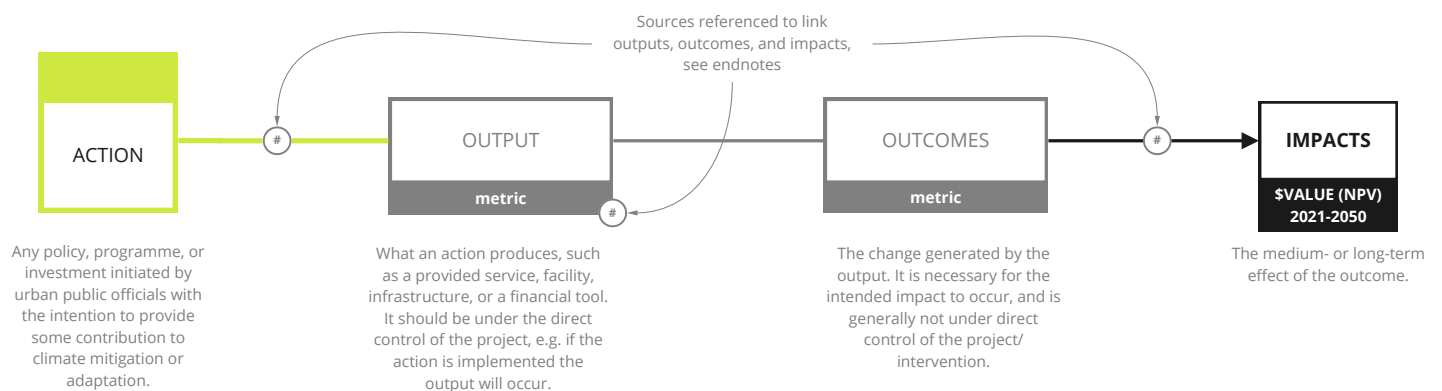 Sources referenced to link
outputs, outcomes, and impacts,
see endnotes
ACTION
#
OUTPUT
metric
#
OUTCOMES
metric
#
IMPACTS
$VALUE (NPV)
2021-2050
Any policy, programme, or
investment initiated by
urban public officials with
the intention to provide
some contribution to
climate mitigation or
adaptation.
What an action produces, such
as a provided service, facility,
infrastructure, or a financial tool.
It should be under the direct
control of the project, e.g. if the
action is implemented the
output will occur.
The change generated by the
output. It is necessary for the
intended impact to occur, and is
generally not under direct
control of the project/
intervention.
The medium- or long-term
effect of the outcome.